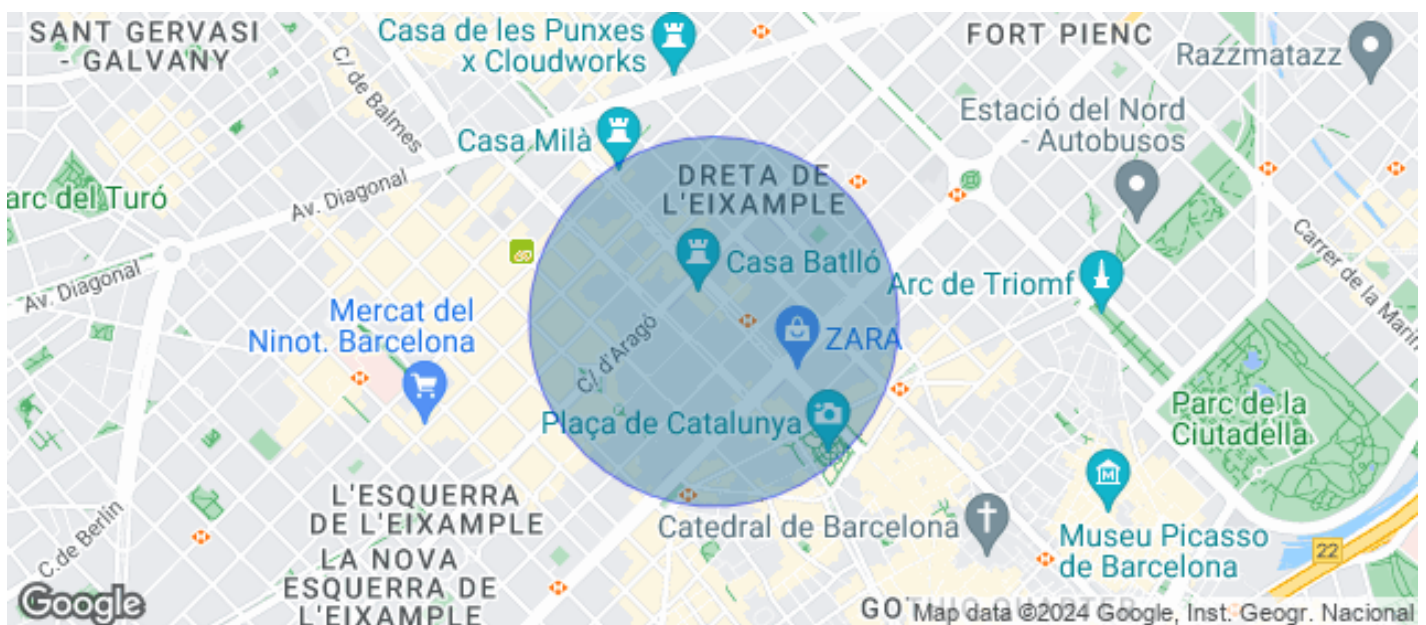 SANT GERVASI
- GALVANY
C/ de Balmes
Casa de les Punxes
x Cloudworks
FORT PIENC
Razzmatazz
Estació del Nord
- Autobusos
Casa Milà
DRETA DE
L'EIXAMPLE
arc del Turó
Av. Diagonal
Av. Diagonal
Casa Batlló
Arc de Triomf
Carrer de la Marin
Mercat del
Ninot. Barcelona
C/ d'Aragó
ZARA
Plaça de Catalunya
Parc de la
Ciutadella
L'ESQUERRA
DE L'EIXAMPLE
Catedral de Barcelona
M
Museu Picasso
de Barcelona
22
C. de Berlín
LA NOVA
ESQUERRA DE
L'EIXAMPLE
Google
Map data ©2024 Google, Inst. Geogr. Nacional